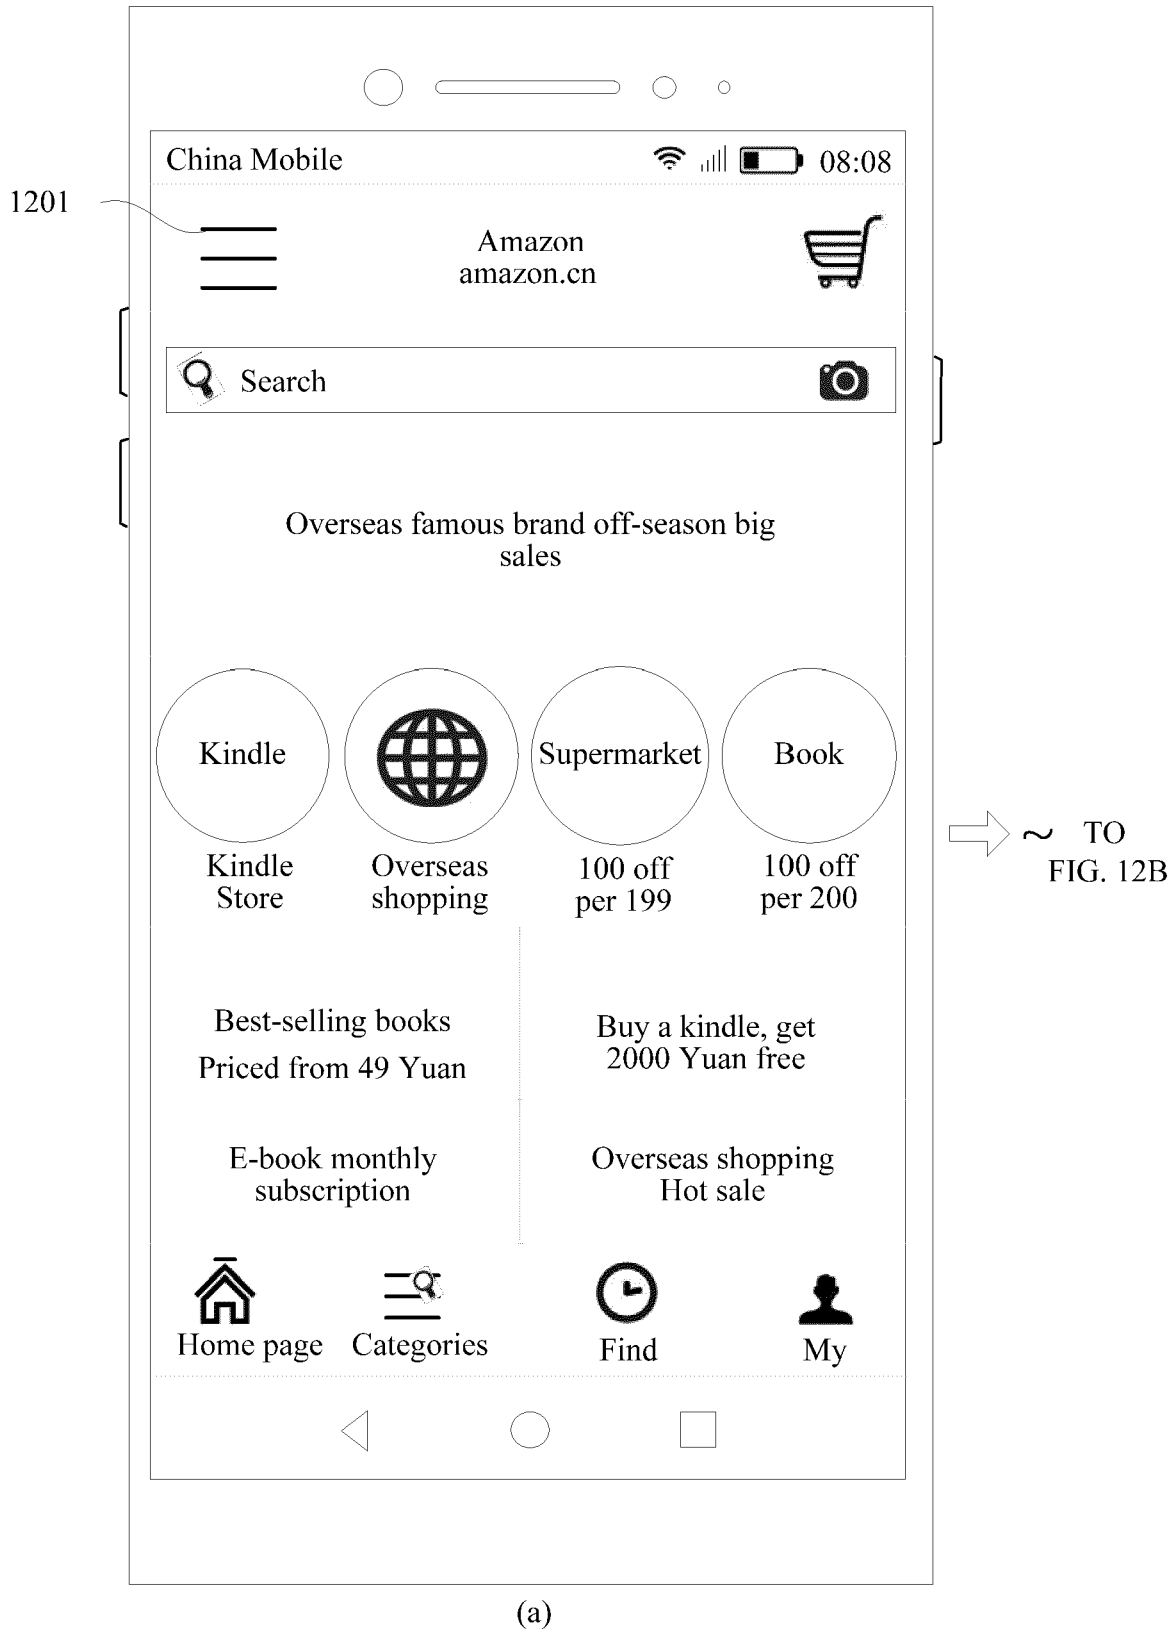 China Mobile
08:08
1201
Amazon
amazon.cn
Search
Overseas famous brand off-season big
sales
Kindle
Supermarket
Book
Kindle
Store
Overseas
shopping
100 off
per 199
100 off
per 200
~ TO
FIG. 12B
Best-selling books
Priced from 49 Yuan
Buy a kindle, get
2000 Yuan free
E-book monthly
subscription
Overseas shopping
Hot sale
Home page
Categories
Find
My
(a)